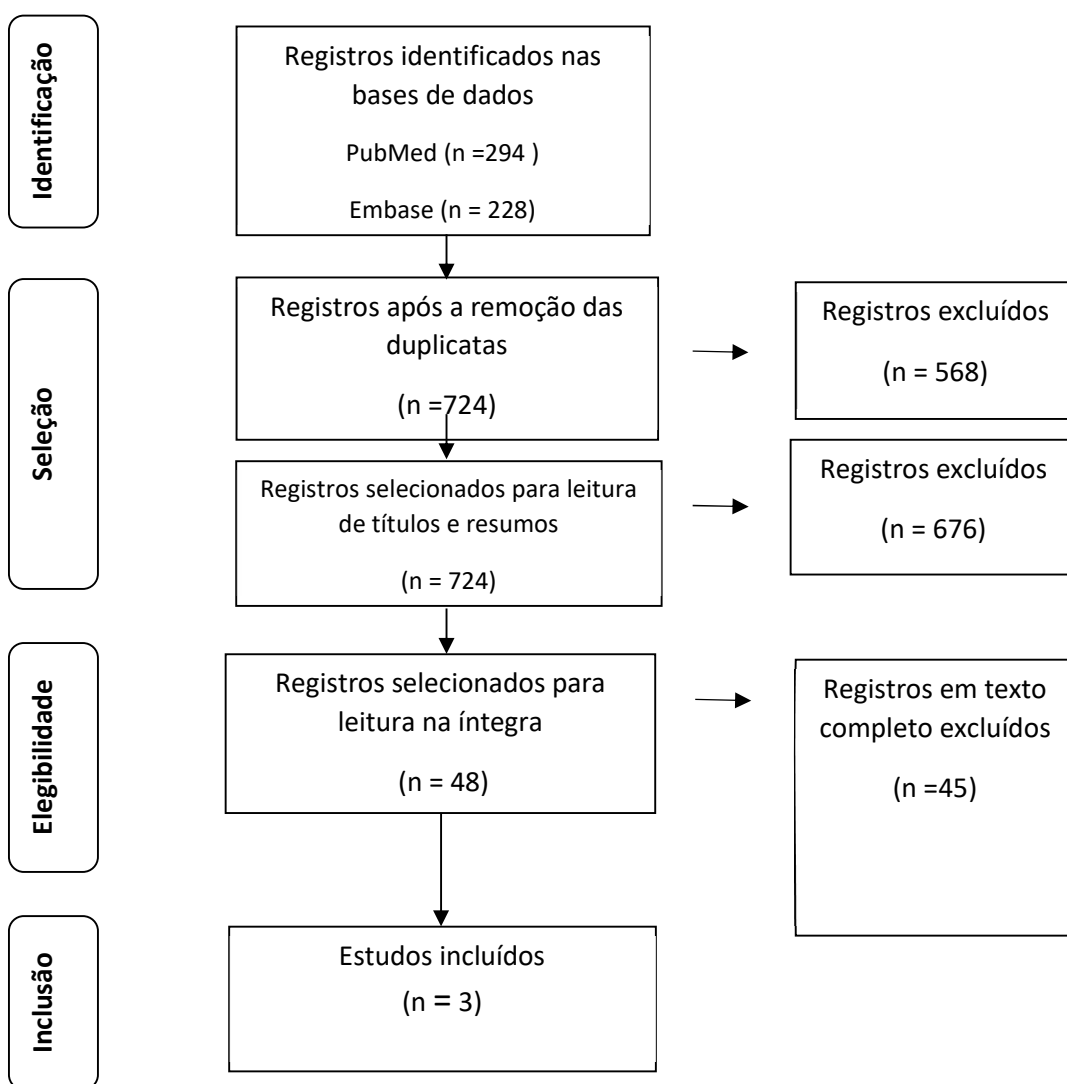 Identificação
Registros identificados nas
bases de dados
PubMed (n =294 )
Embase (n = 228)
Seleção
Registros após a remoção das
duplicatas
(n =724)
Registros excluídos
(n = 568)
Registros selecionados para leitura
de títulos e resumos
(n = 724)
Registros excluídos
(n = 676)
Elegibilidade
Registros selecionados para
leitura na íntegra
(n = 48)
Registros em texto
completo excluídos
(n =45)
Inclusão
Estudos incluídos
(n = 3)